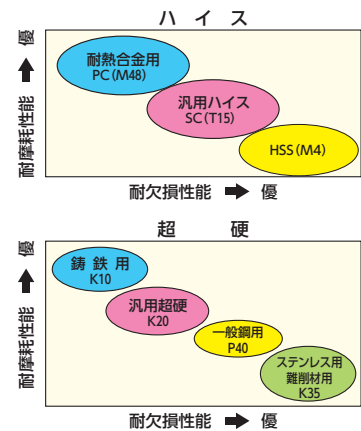 ハイス
優
耐摩耗性能
耐熱合金用
PC(M48)
汎用ハイス
SC(T15)
HSS(M4)
耐欠損性能 ➡ 優
超硬
優
耐摩耗性能
鋳鉄用
K10
汎用超硬
K20
一般鋼用
P40
ステンレス用
難削材用
K35
耐欠損性能 ➡ 優